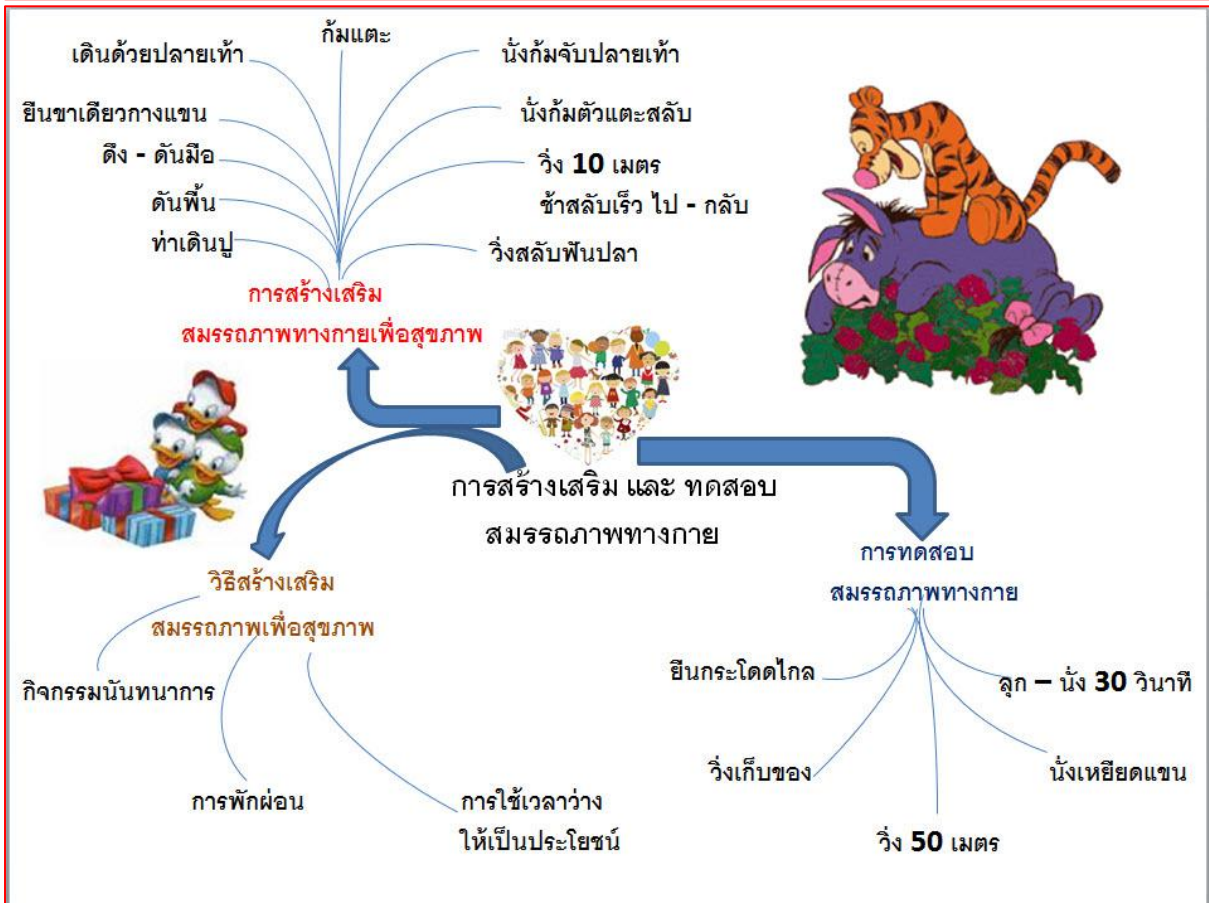 ก้มแตะ
เดินด้วยปลายเท้า
นั่งก้มจับปลายเท้า
ยืนขาเดียวกางแขน
นั่งก้มตัวแตะสลับ
ดึง - ดันมือ
วิ่ง 10 เมตร
ช้าสลับเร็ว ไป - กลับ
ดันพื้น
ท่าเดินปู
วิ่งสลับฟันปลา
การสร้างเสริม
สมรรถภาพทางกายเพื่อสุขภาพ
การสร้างเสริม และ ทดสอบ
สมรรถภาพทางกาย
วิธีสร้างเสริม
สมรรถภาพเพื่อสุขภาพ
กิจกรรมนันทนาการ
การพักผ่อน
การใช้เวลาว่าง
ให้เป็นประโยชน์
การทดสอบ
สมรรถภาพทางกาย
ยืนกระโดดไกล
ลุก – นั่ง 30 วินาที
วิ่งเก็บของ
นั่งเหยียดแขน
วิ่ง 50 เมตร